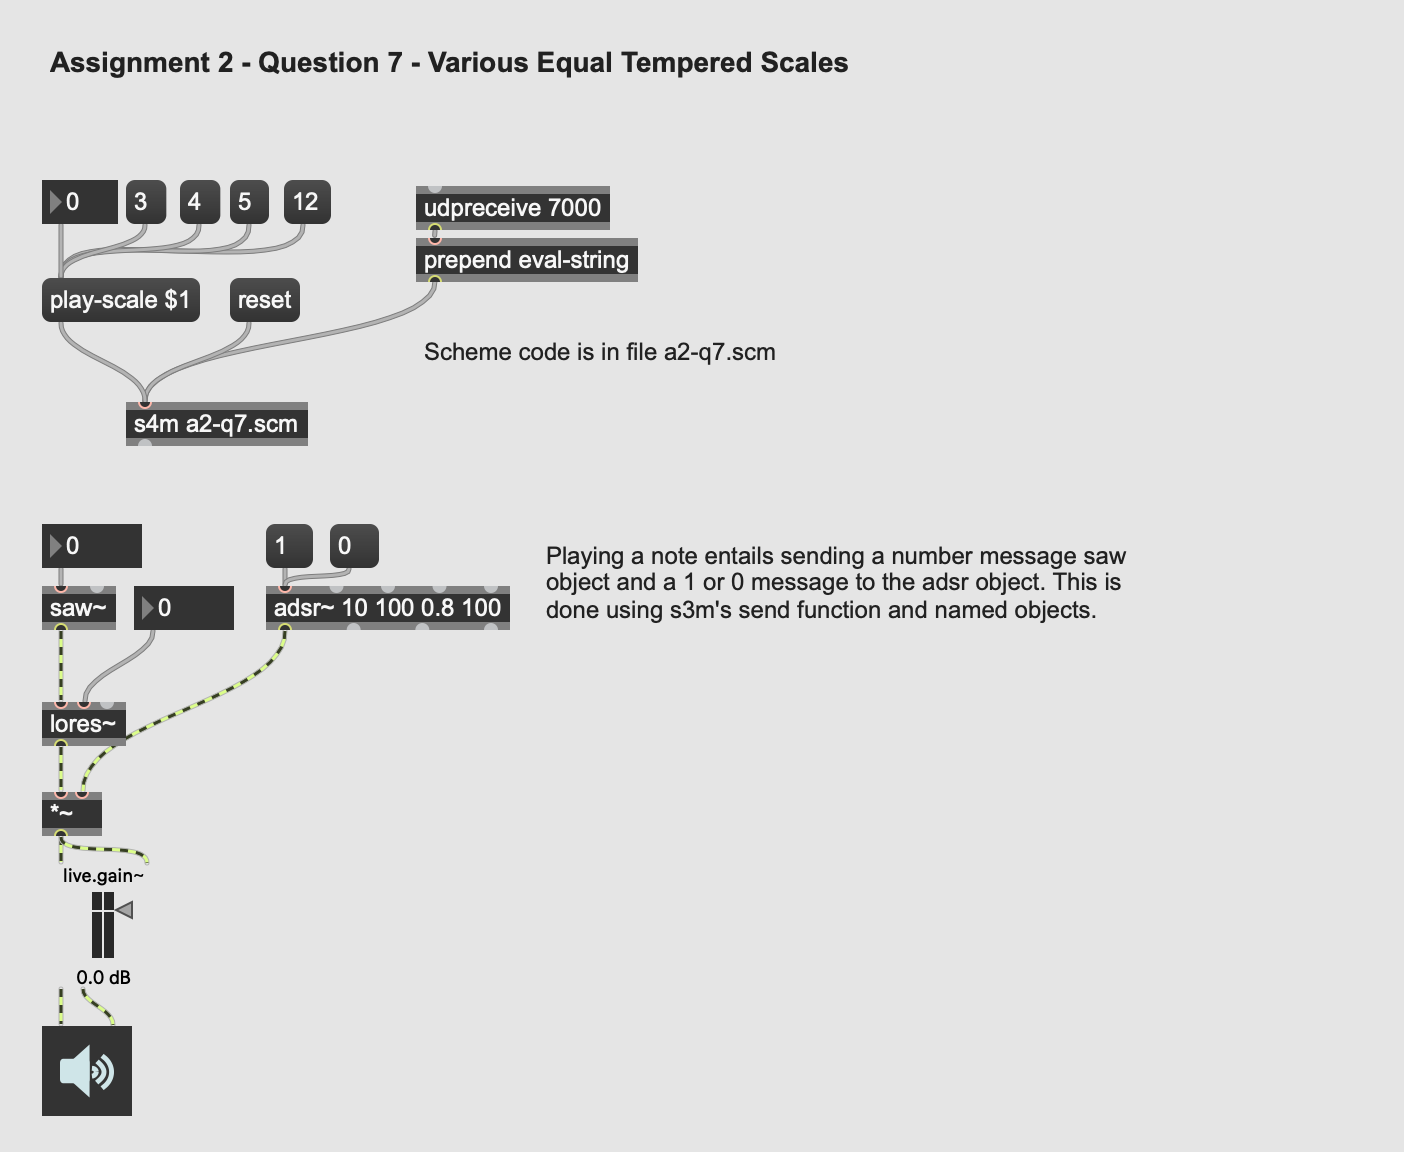 Assignment 2 - Question 7 - Various Equal Tempered Scales
0 3 4 5 12
udpreceive 7000
prepend eval-string
play-scale $1 reset
Scheme code is in file a2-q7.scm
s4m a2-q7.scm
0 1 0
Playing a note entails sending a number message saw
object and a 1 or 0 message to the adsr object. This is
done using s3m's send function and named objects.
saw~ 0 adsr~ 10 100 0.8 100
lores~
*~
live.gain~
0.0 dB